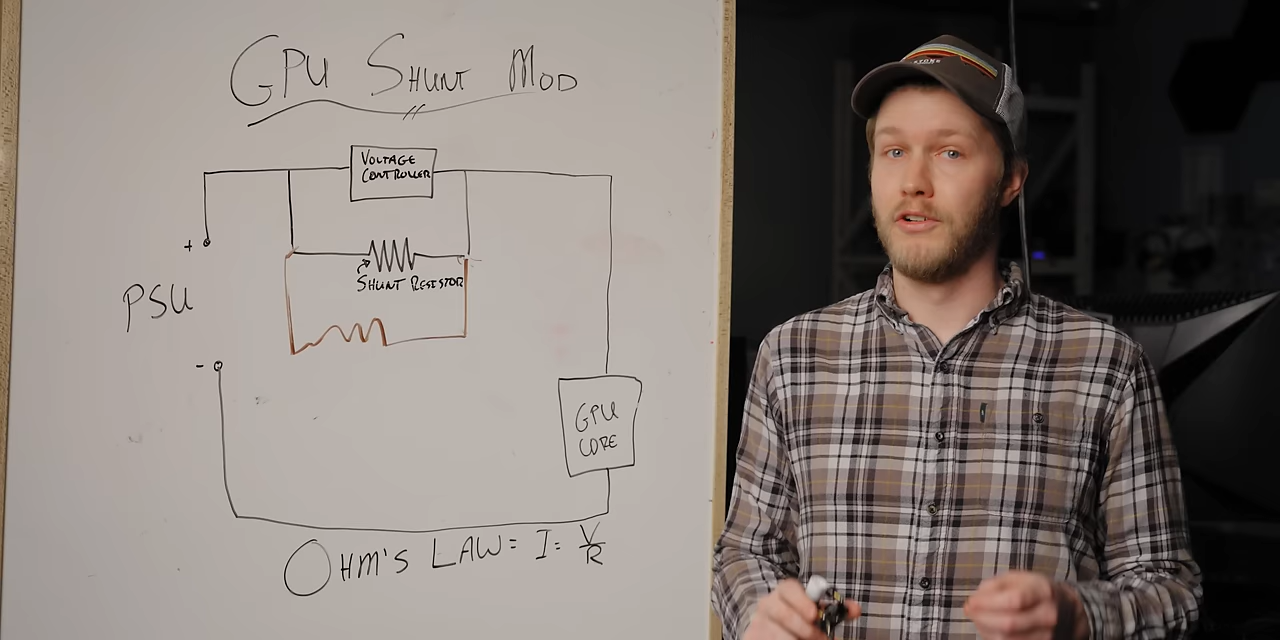 GPU SHUNT MOD
VOLTAGE
CONTROLLER
+
SHUNT RESISTOR
PSU
-
GPU
CORE
OHM'S LAW= I= V/R